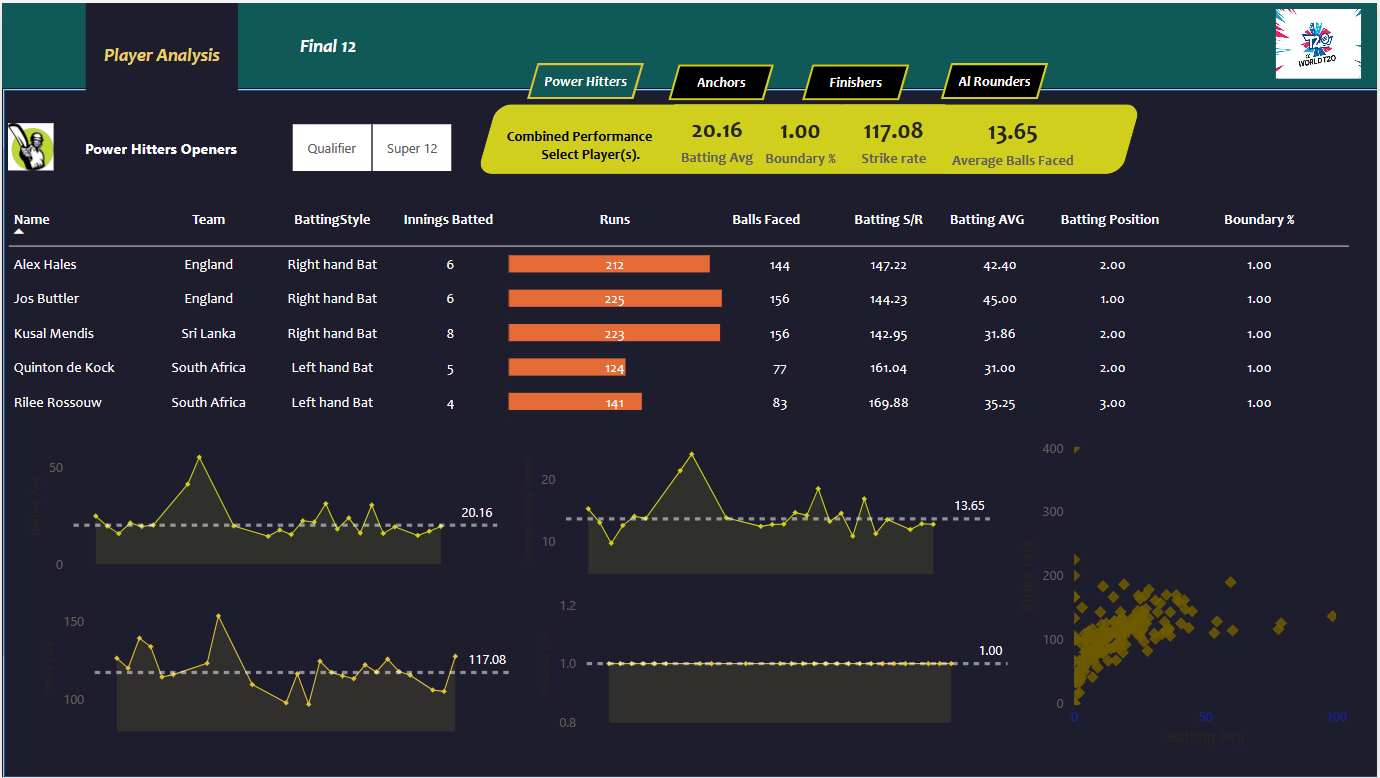 Player Analysis
Final 12
T20
WORLDT20
Power Hitters
Anchors
Finishers
Al Rounders
Power Hitters Openers
Qualifier
Super 12
Combined Performance
Select Player(s).
20.16
Batting Avg
1.00
Boundary %
117.08
Strike rate
13.65
Average Balls Faced
Name Team BattingStyle Innings Batted Runs Balls Faced Batting S/R Batting AVG Batting Position Boundary %
Alex Hales England Right hand Bat 6 212 144 147.22 42.40 2.00 1.00
Jos Buttler England Right hand Bat 6 225 156 144.23 45.00 1.00 1.00
Kusal Mendis Sri Lanka Right hand Bat 8 223 156 142.95 31.86 2.00 1.00
Quinton de Kock South Africa Left hand Bat 5 124 77 161.04 31.00 2.00 1.00
Rilee Rossouw South Africa Left hand Bat 4 141 83 169.88 35.25 3.00 1.00
50
0
20.16
20
10
13.65
150
100
117.08
1.2
1.0
0.8
1.00
400
300
200
100
0
Strike rate
0 50 100
Batting Avg